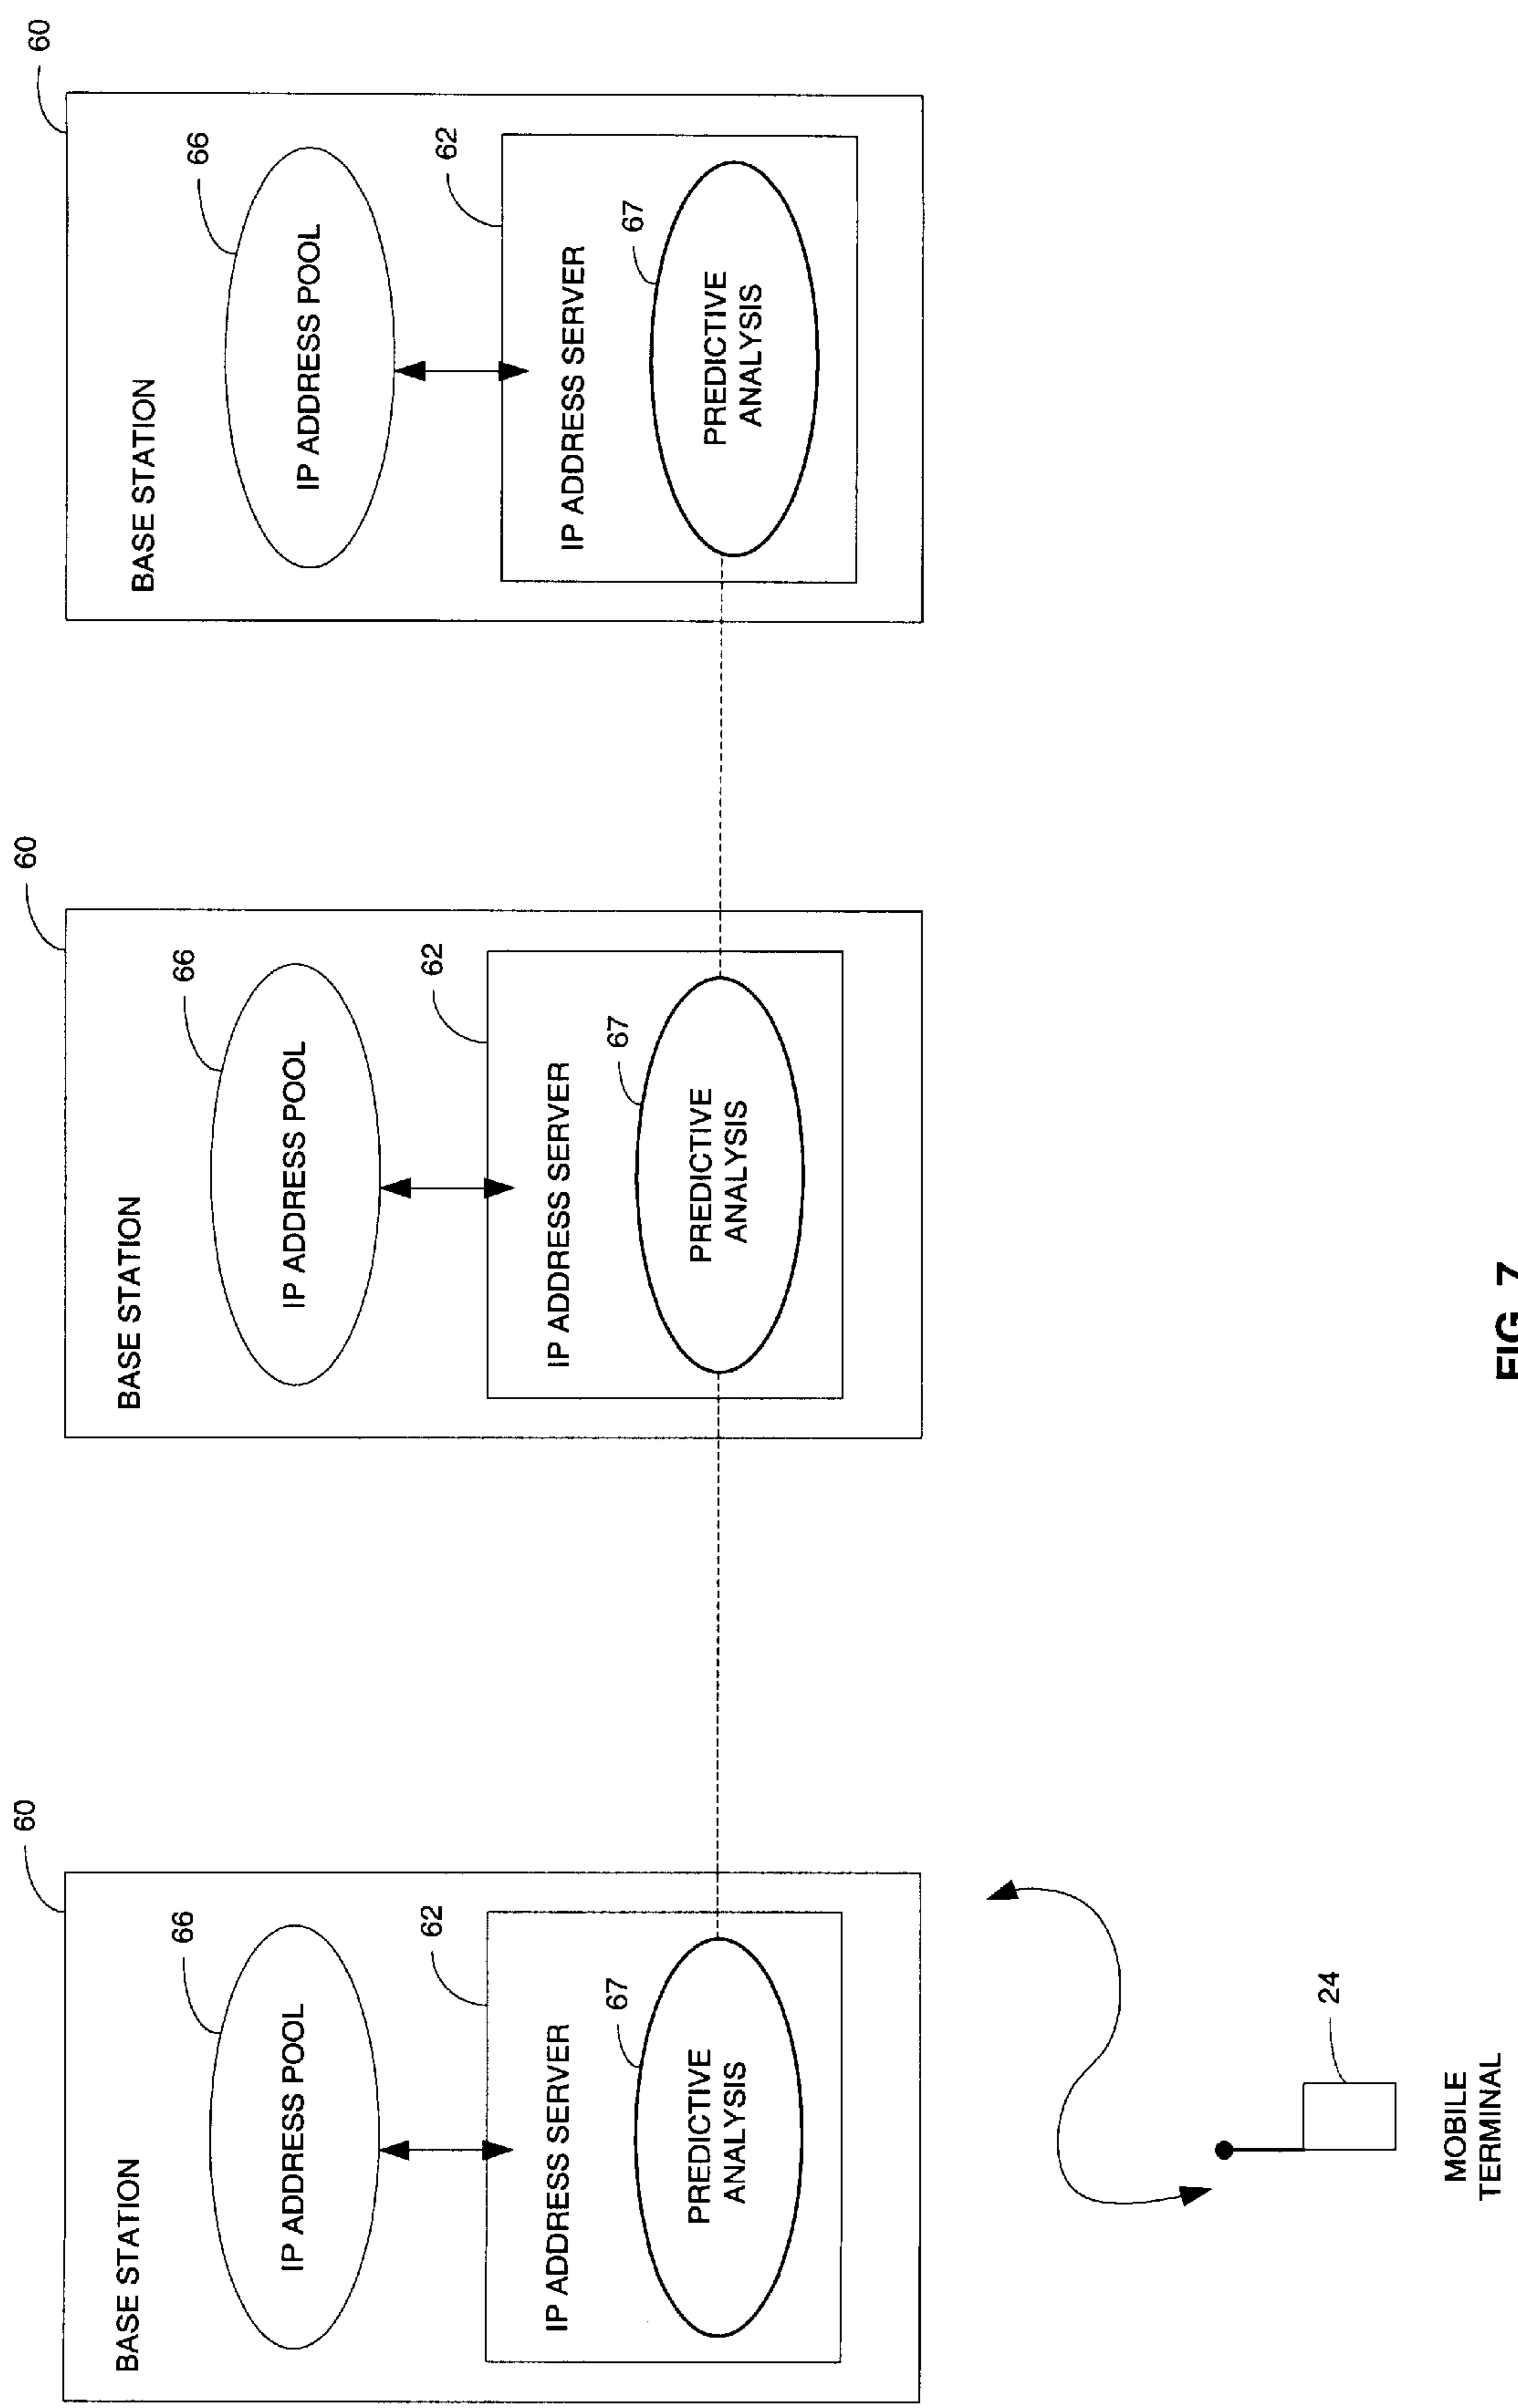 60
BASE STATION
66
IP ADDRESS POOL
62
IP ADDRESS SERVER
67
PREDICTIVE
ANALYSIS
60
BASE STATION
66
IP ADDRESS POOL
62
IP ADDRESS SERVER
67
PREDICTIVE
ANALYSIS
60
BASE STATION
66
IP ADDRESS POOL
62
IP ADDRESS SERVER
67
PREDICTIVE
ANALYSIS
24
MOBILE
TERMINAL
FIG. 7